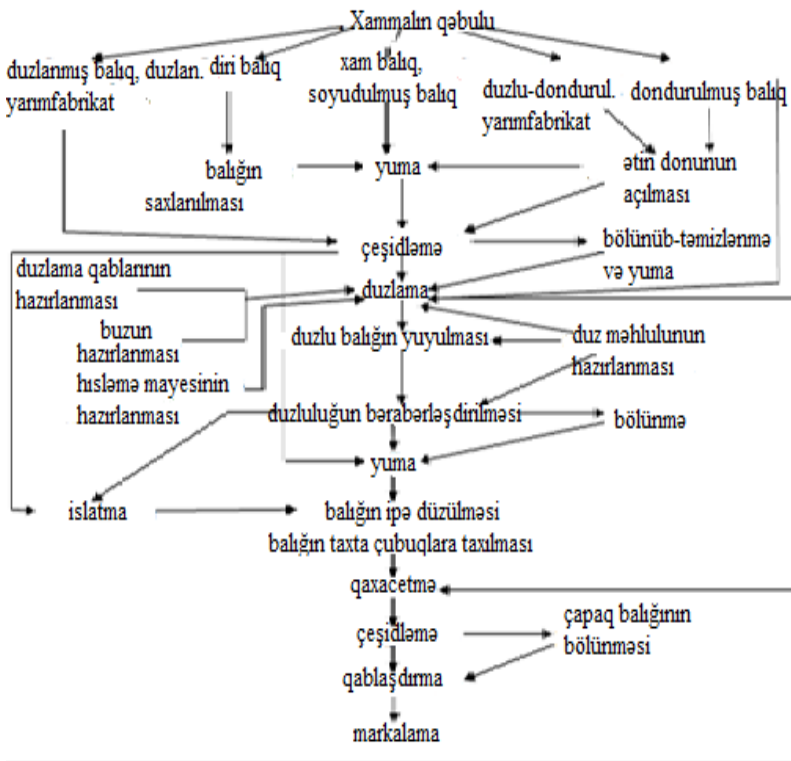 Xammalın qəbulu
duzlanmış balıq, duzlan.
yarımfabrikat
diri balıq
xam balıq,
soyudulmuş balıq
duzlu-dondurul.
yarımfabrikat
dondurulmuş balıq
balığın
saxlanılması
yuma
ətin donunun
açılması
çeşidləmə
bölünüb-təmizlənmə
və yuma
duzlama qablarının
hazırlanması
duzlama
buzun
hazırlanması
duzlu balığın yuyulması
duz məhlulunun
hazırlanması
hısləmə mayesinin
hazırlanması
duzluluğun bərabərləşdirilməsi
bölünmə
yuma
islatma
balığın ipə düzülməsi
balığın taxta çubuqlara taxılması
qaxacetmə
çeşidləmə
çapaq balığının
bölünməsi
qablaşdırma
markalama